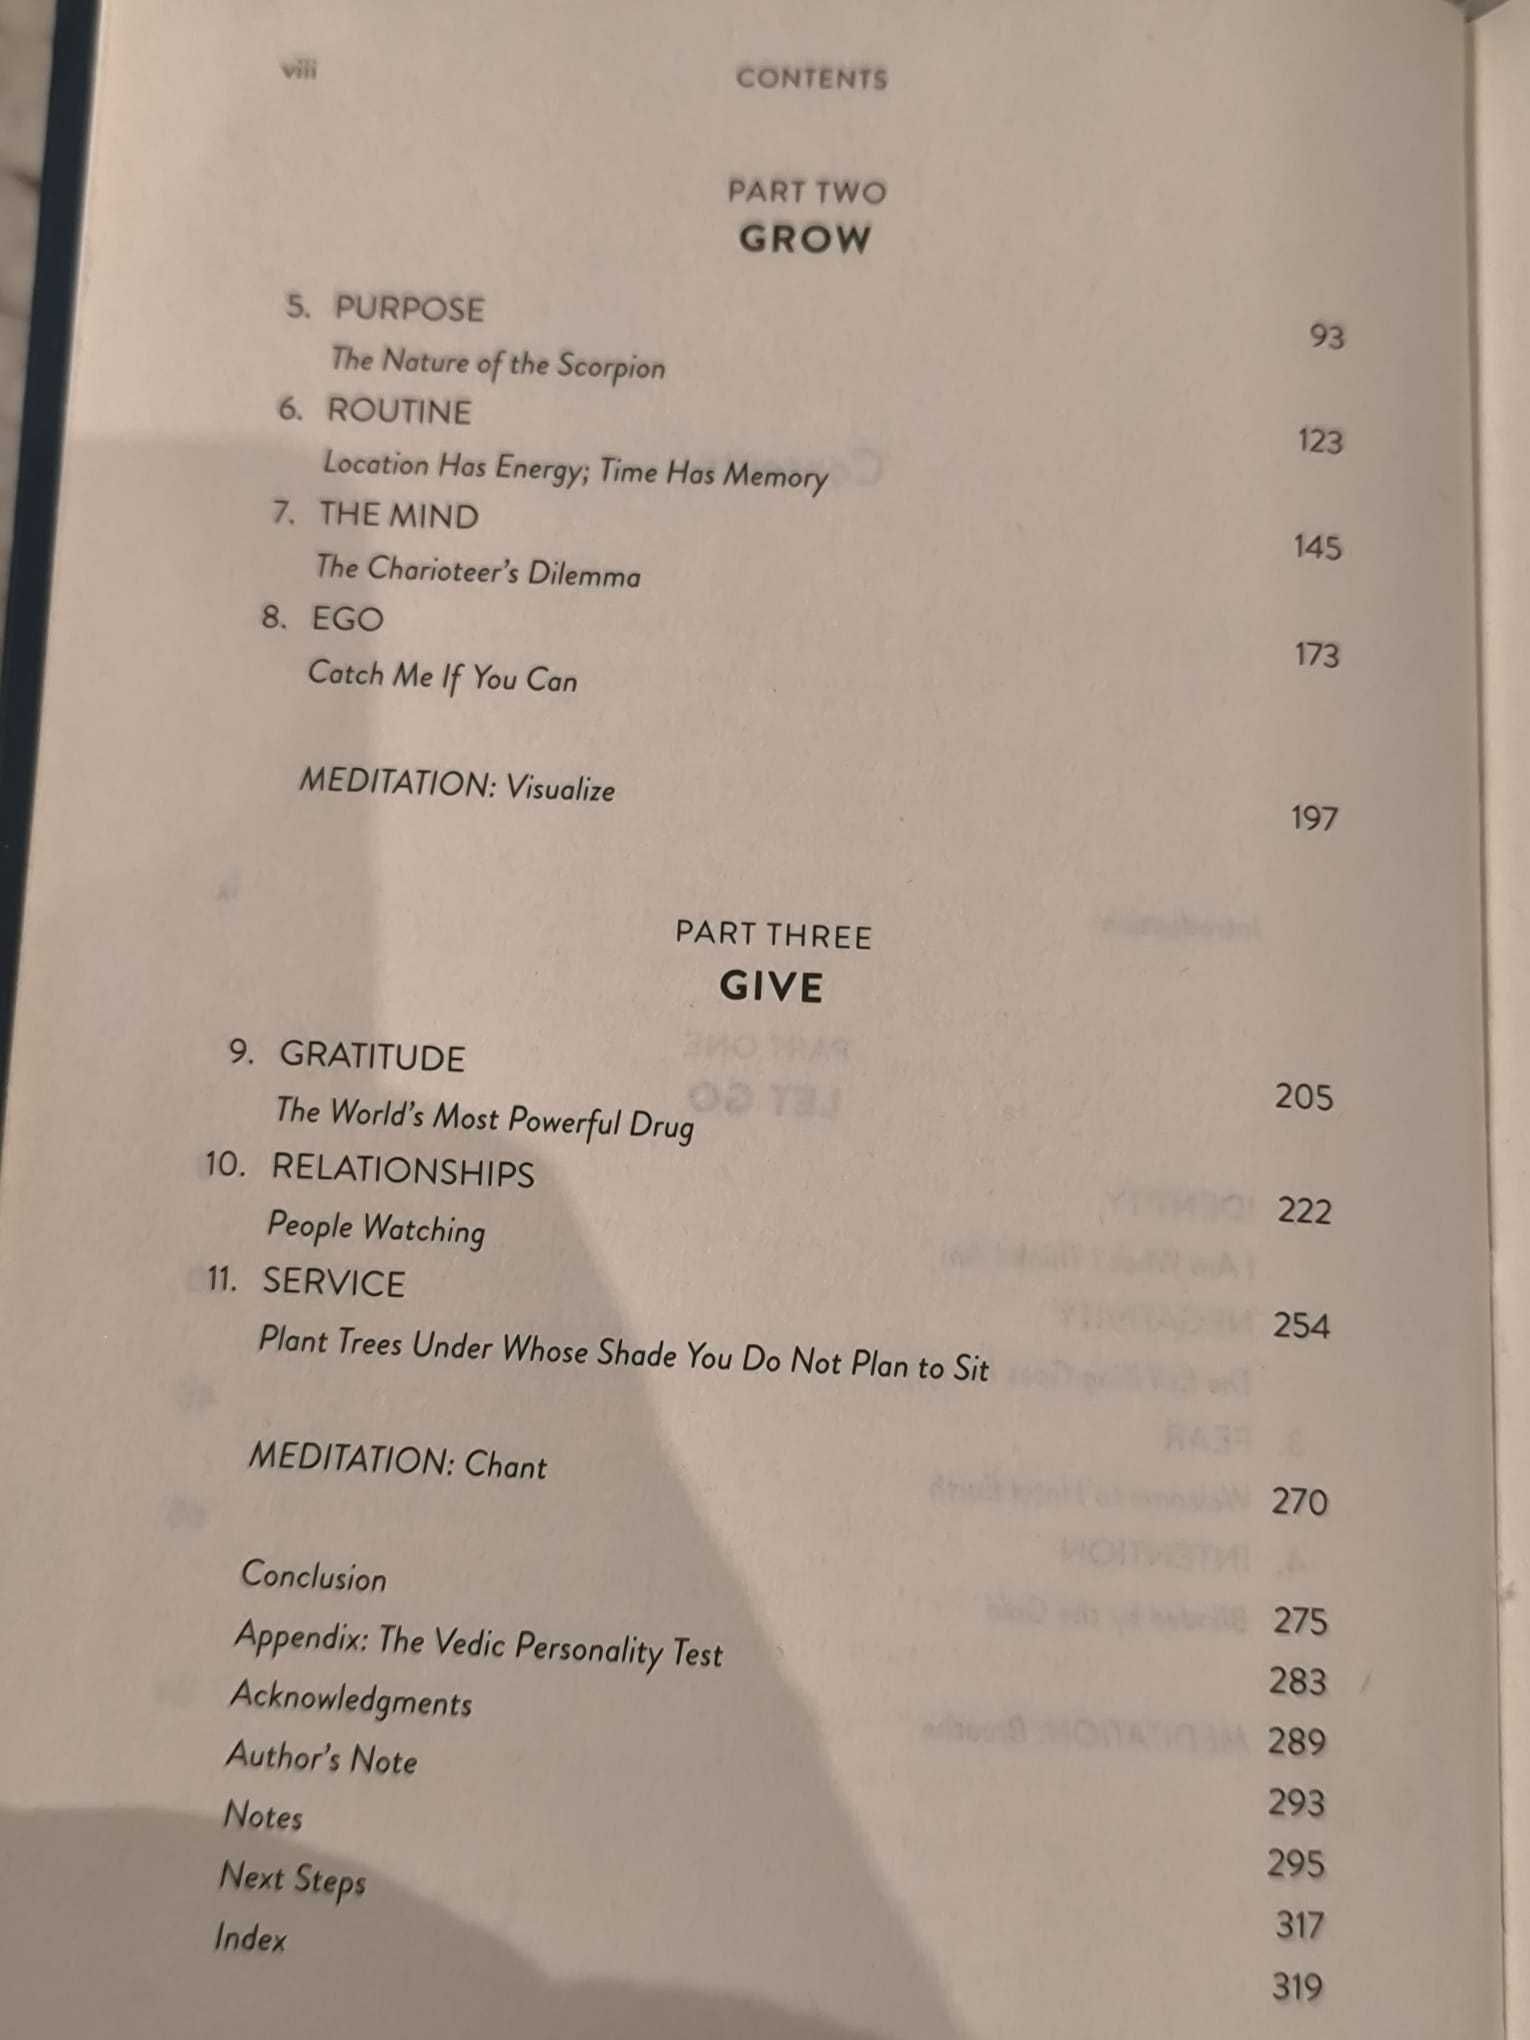 viii CONTENTS
PART TWO
GROW
5. PURPOSE 93
The Nature of the Scorpion
6. ROUTINE 123
Location Has Energy; Time Has Memory
7. THE MIND 145
The Charioteer's Dilemma
8. EGO 173
Catch Me If You Can
MEDITATION: Visualize 197
PART THREE
GIVE
9. GRATITUDE 205
The World's Most Powerful Drug
10. RELATIONSHIPS 222
People Watching
11. SERVICE 254
Plant Trees Under Whose Shade You Do Not Plan to Sit
MEDITATION: Chant 270
Conclusion 275
Appendix: The Vedic Personality Test 283
Acknowledgments 289
Author's Note 293
Notes 295
Next Steps 317
Index 319